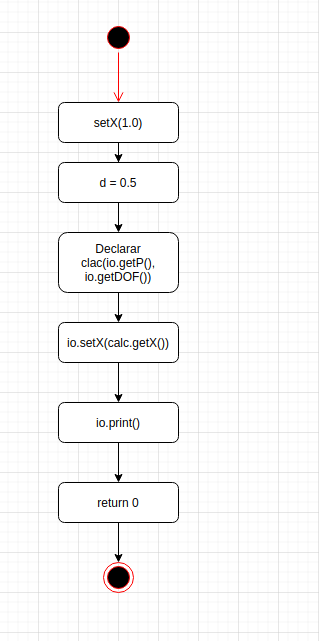 setX(1.0)
d = 0.5
Declarar
clac(io.getP(),
io.getDOF())
io.setX(calc.getX())
io.print()
return 0